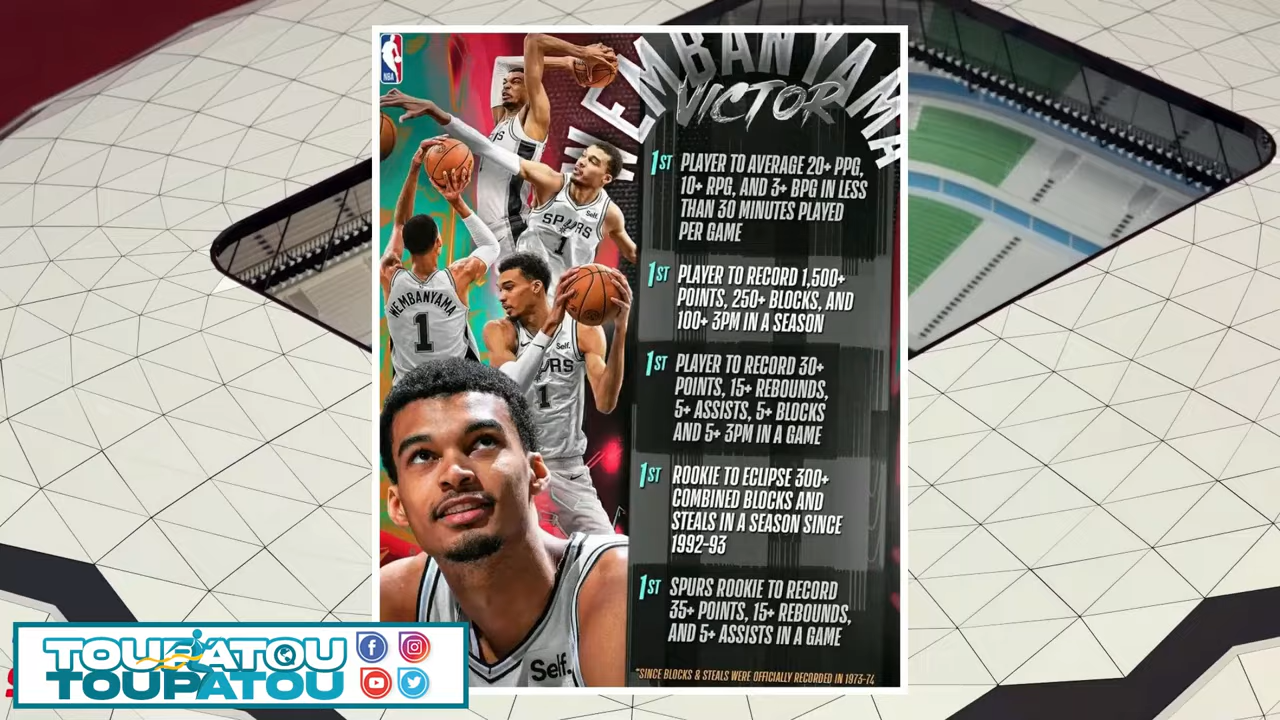 NBA
WEMBANYAMA
VICTOR
1ST PLAYER TO AVERAGE 20+ PPG,
10+ RPG, AND 3+ BPG IN LESS
THAN 30 MINUTES PLAYED
PER GAME
1ST PLAYER TO RECORD 1,500+
POINTS, 250+ BLOCKS, AND
100+ 3PM IN A SEASON
1ST PLAYER TO RECORD 30+
POINTS, 15+ REBOUNDS,
5+ ASSISTS, 5+ BLOCKS
AND 5+ 3PM IN A GAME
1ST ROOKIE TO ECLIPSE 300+
COMBINED BLOCKS AND
STEALS IN A SEASON SINCE
1992-93
1ST SPURS ROOKIE TO RECORD
35+ POINTS, 15+ REBOUNDS,
AND 5+ ASSISTS IN A GAME
*SINCE BLOCKS & STEALS WERE OFFICIALLY RECORDED IN 1973-74
Self.
SPURS
1
WEMBANYAMA
1
Self.
URS
1
Self.
TOUPATOU
TOUPATOU